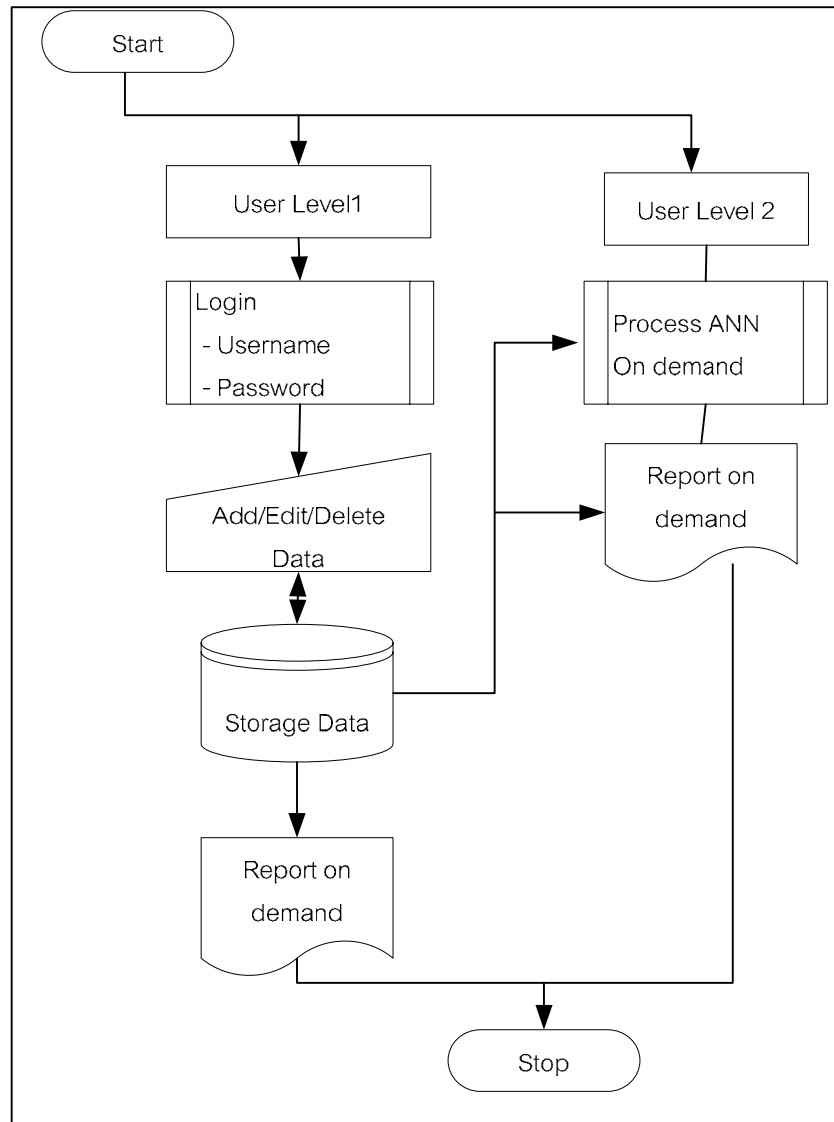 Start
User Level1
Login
- Username
- Password
Add/Edit/Delete
Data
Storage Data
Report on
demand
User Level 2
Process ANN
On demand
Report on
demand
Stop